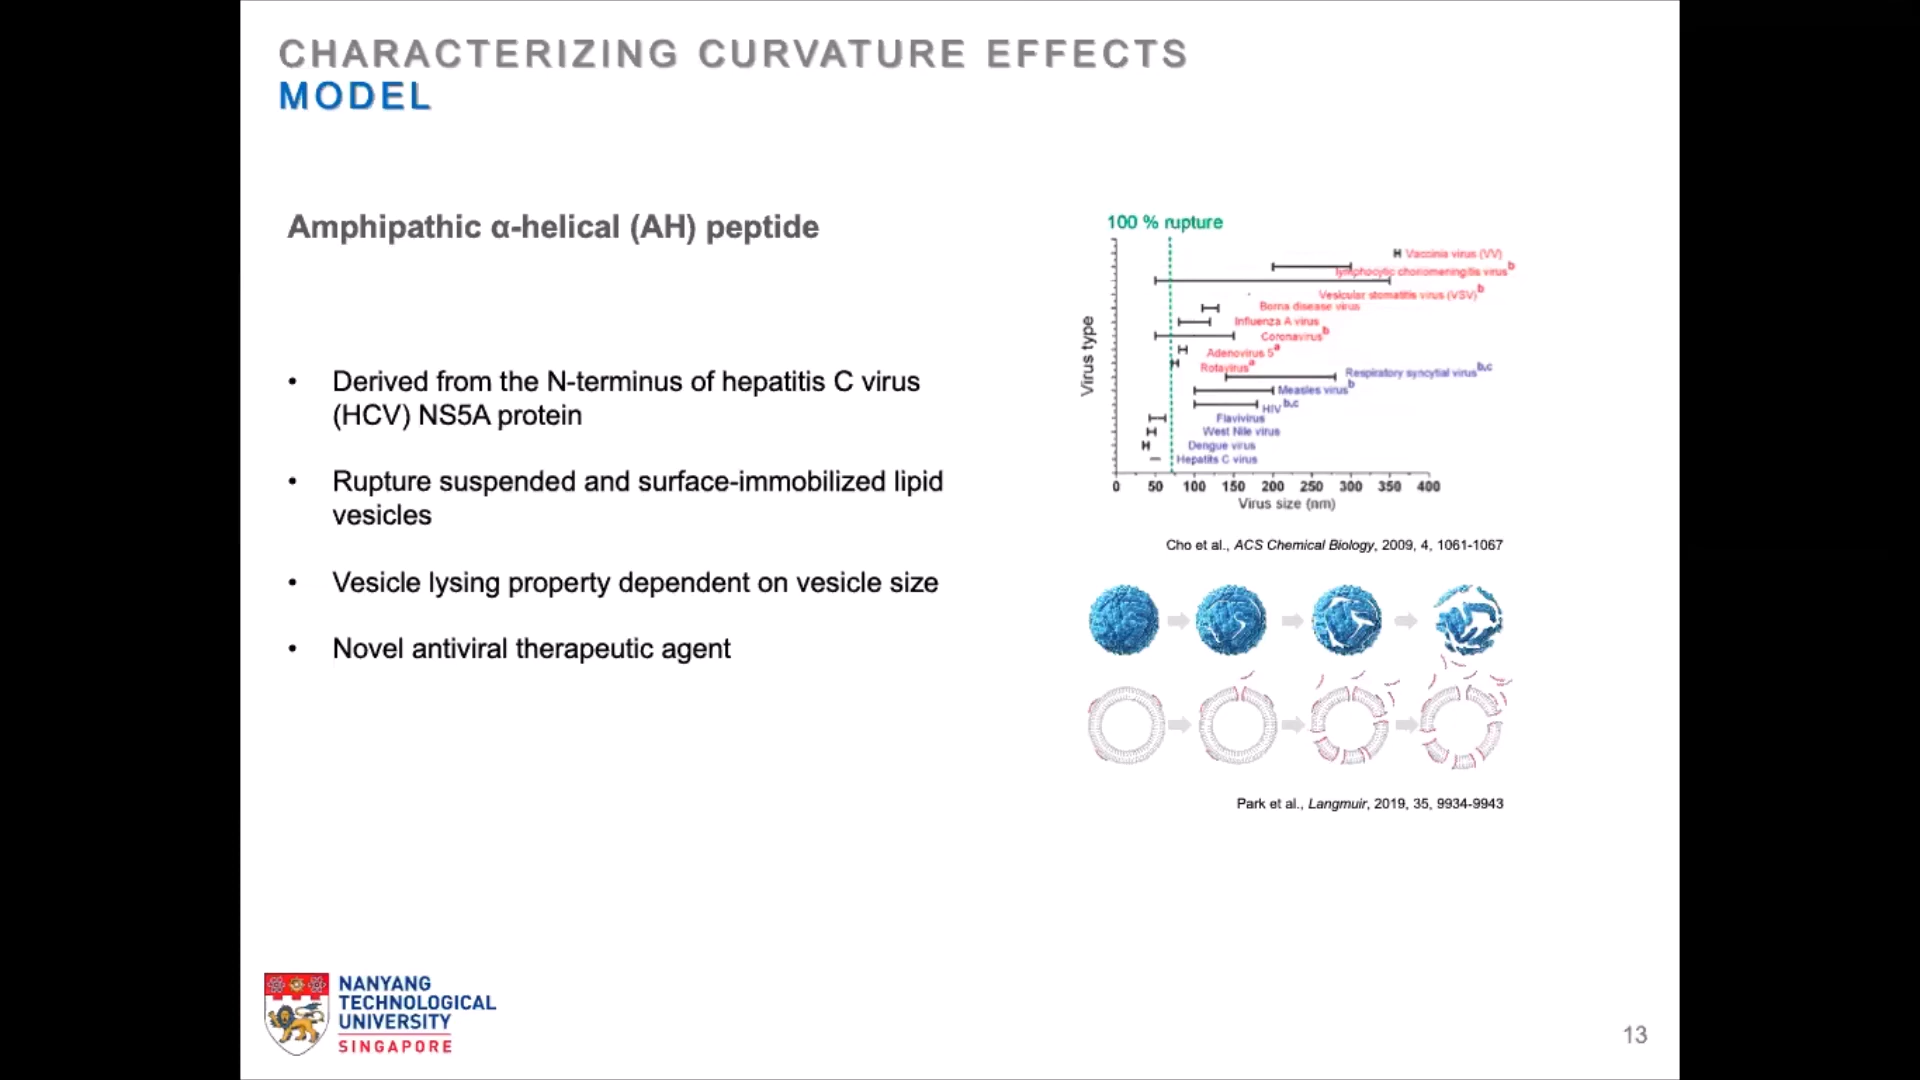 CHARACTERIZING CURVATURE EFFECTS
MODEL
Amphipathic α-helical (AH) peptide
• Derived from the N-terminus of hepatitis C virus
(HCV) NS5A protein
• Rupture suspended and surface-immobilized lipid
vesicles
• Vesicle lysing property dependent on vesicle size
• Novel antiviral therapeutic agent
100 % rupture
Virus type
Vaccinia virus (VV)
lymphocytic choriomeningitis virus b
Vesicular stomatitis virus (VSV) b
Borna disease virus
Influenza A virus
Coronavirus b
Adenovirus 5 a
Rotavirus a
Respiratory syncytial virus b,c
Measles virus b
HIV b,c
Flavivirus
West Nile virus
Dengue virus
Hepatits C virus
0 50 100 150 200 250 300 350 400
Virus size (nm)
Cho et al., ACS Chemical Biology, 2009, 4, 1061-1067
Park et al., Langmuir, 2019, 35, 9934-9943
NANYANG
TECHNOLOGICAL
UNIVERSITY
SINGAPORE
13